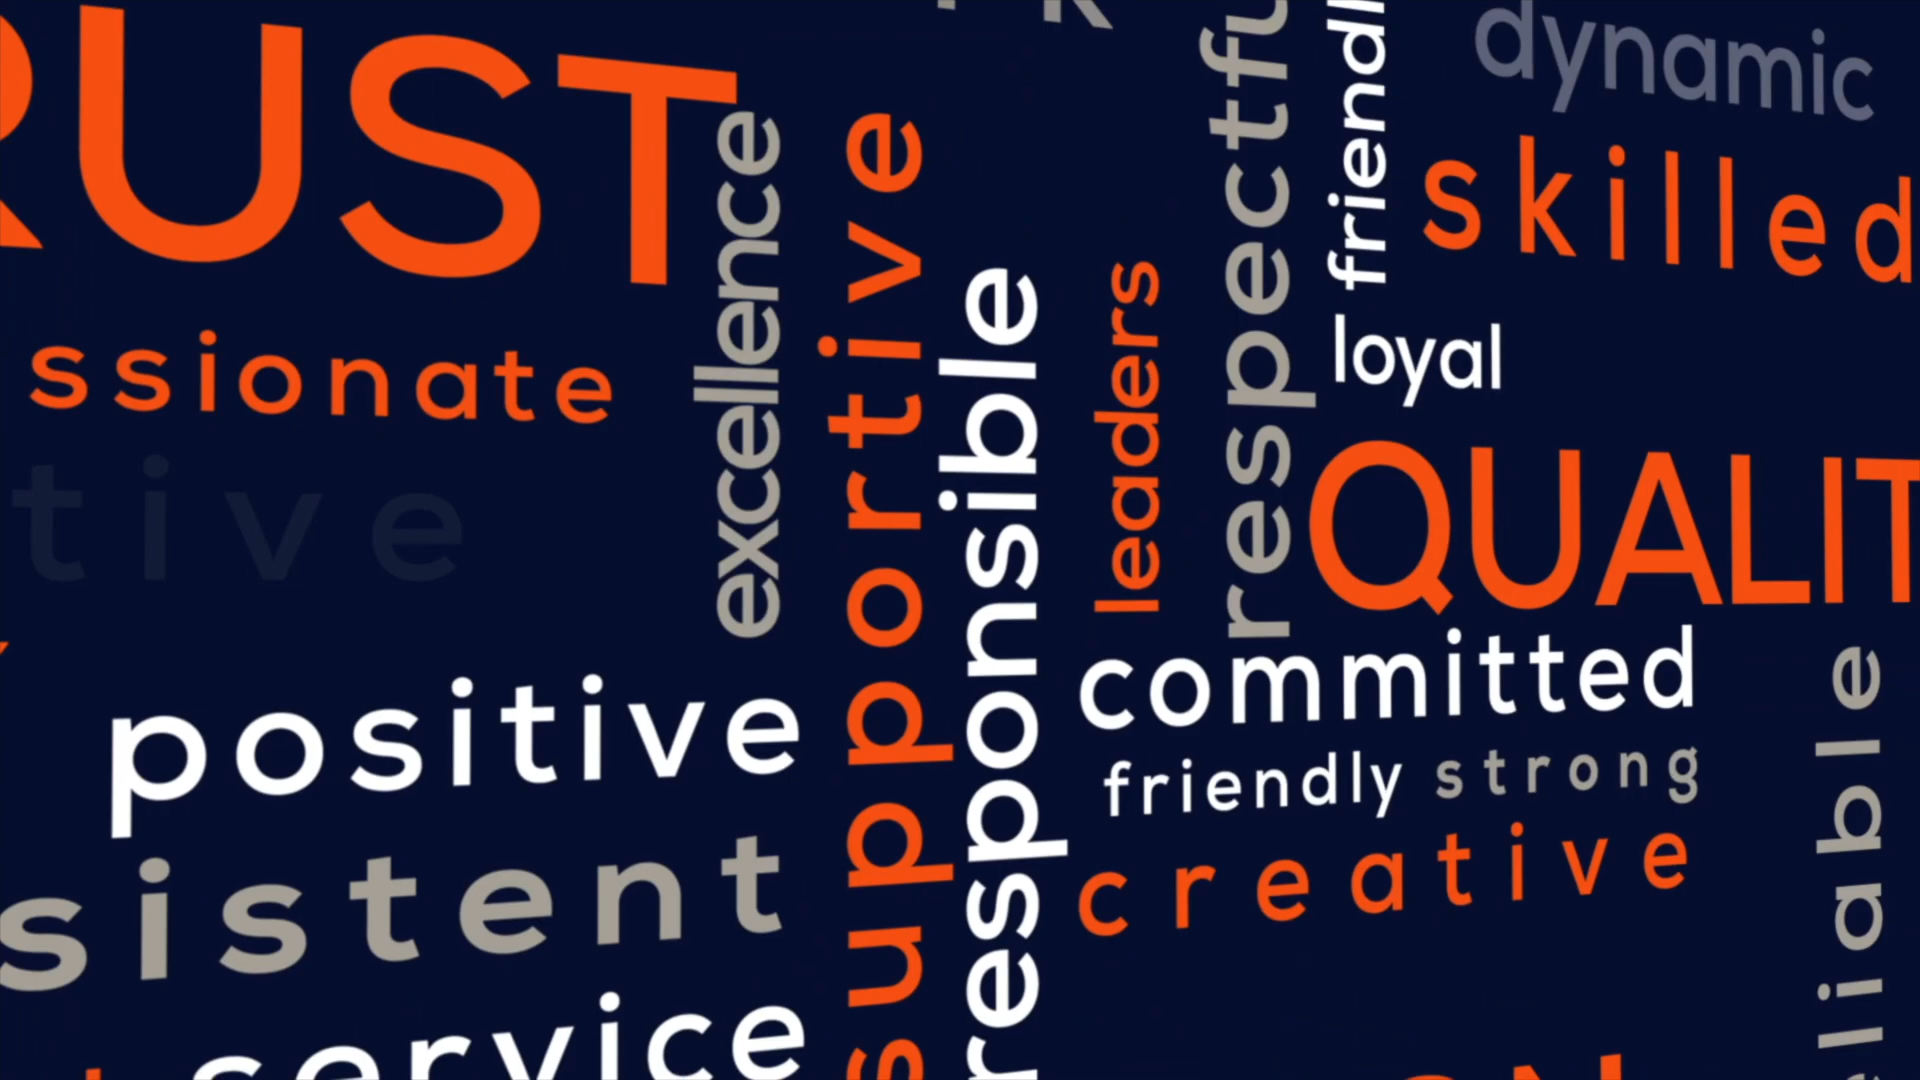 RUST
ssionate
tive
positive
sistent
service
excellence
supportive
responsible
leaders
respectfu
friendl
dynamic
skilled
loyal
QUALIT
committed
friendly strong
creative
liable